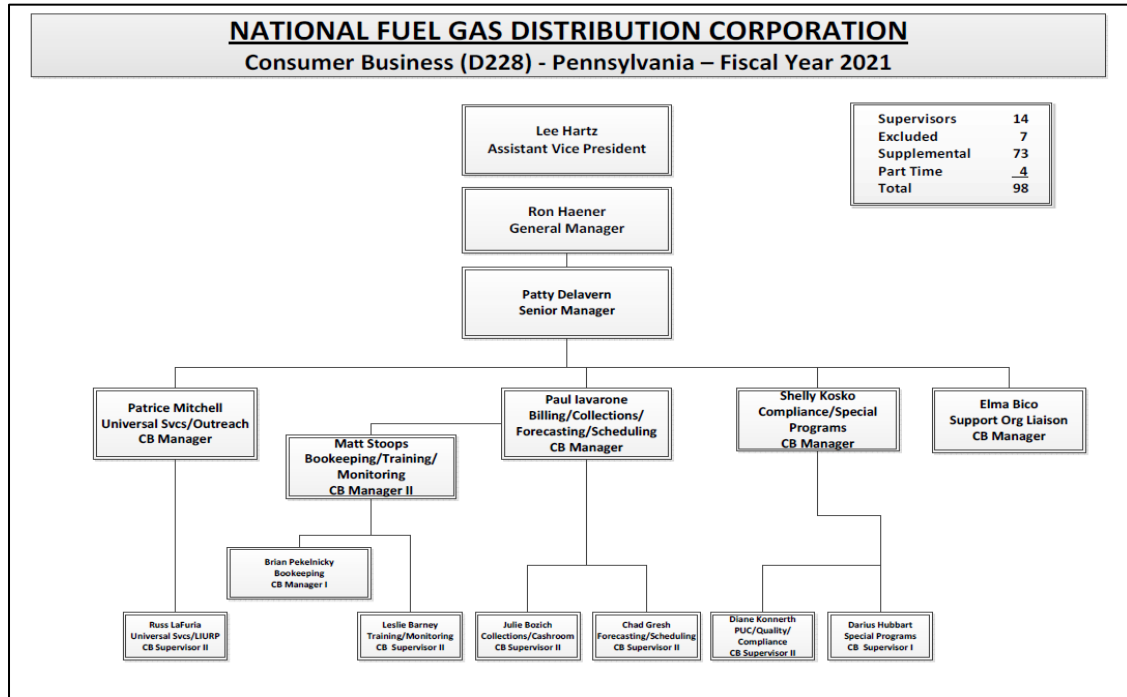 NATIONAL FUEL GAS DISTRIBUTION CORPORATION
Consumer Business (D228) - Pennsylvania – Fiscal Year 2021
Lee Hartz
Assistant Vice President
Supervisors 14
Excluded 7
Supplemental 73
Part Time 4
Total 98
Ron Haener
General Manager
Patty Delavern
Senior Manager
Patrice Mitchell
Universal Svcs/Outreach
CB Manager
Paul Iavarone
Billing/Collections/
Forecasting/Scheduling
CB Manager
Shelly Kosko
Compliance/Special
Programs
CB Manager
Elma Bico
Support Org Liaison
CB Manager
Matt Stoops
Bookeeping/Training/
Monitoring
CB Manager II
Brian Pekelnicky
Bookeeping
CB Manager I
Russ LaFuria
Universal Svcs/LIURP
CB Supervisor II
Leslie Barney
Training/Monitoring
CB Supervisor II
Julie Bozich
Collections/Cashroom
CB Supervisor II
Chad Gresh
Forecasting/Scheduling
CB Supervisor II
Diane Konnerth
PUC/Quality/
Compliance
CB Supervisor II
Darius Hubbart
Special Programs
CB Supervisor I